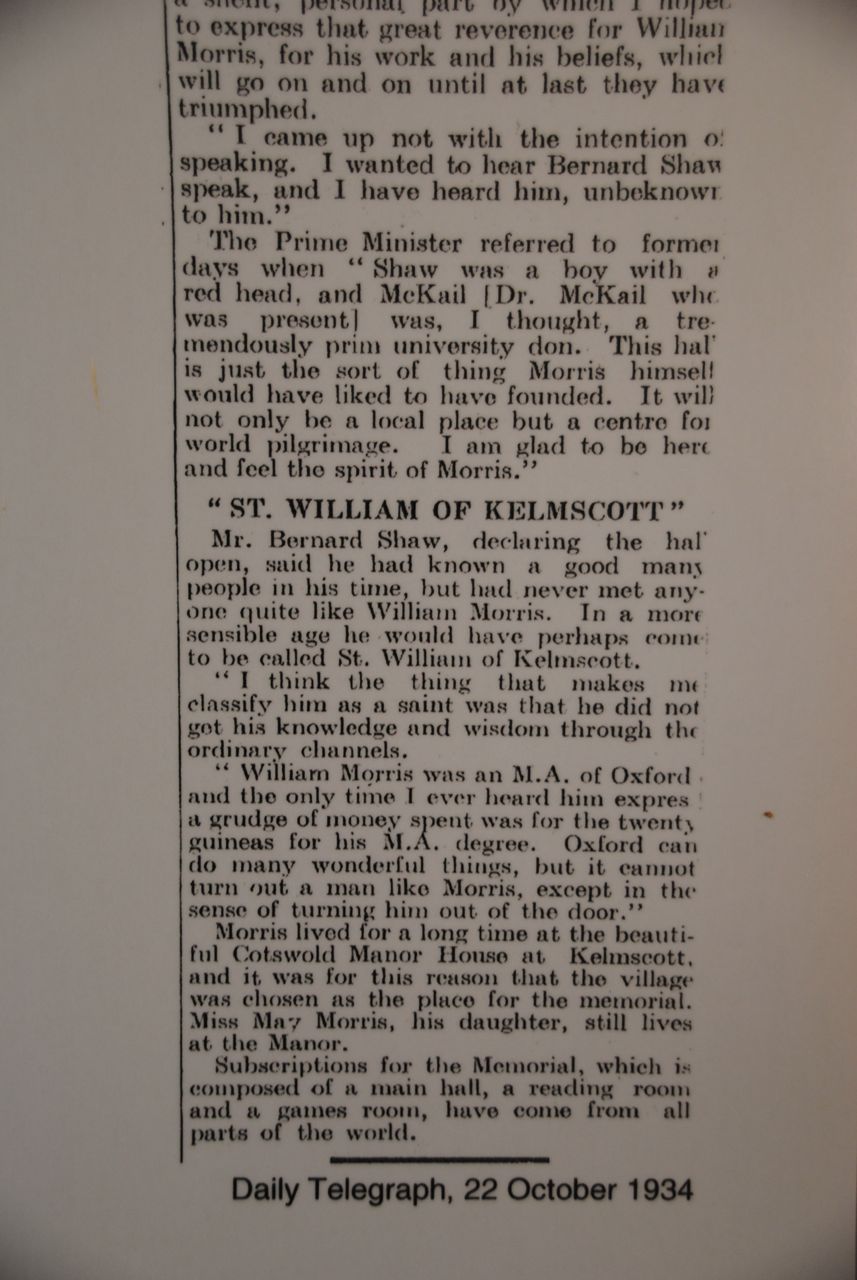 a silent, personal part by which I hoped
to express that great reverence for William
Morris, for his work and his beliefs, which
will go on and on until at last they have
triumphed.
“ I came up not with the intention of
speaking. I wanted to hear Bernard Shaw
speak, and I have heard him, unbeknown
to him.”
The Prime Minister referred to former
days when “ Shaw was a boy with a
red head, and McKail [Dr. McKail who
was present] was, I thought, a tre-
mendously prim university don. This hall
is just the sort of thing Morris himself
would have liked to have founded. It will
not only be a local place but a centre for
world pilgrimage. I am glad to be here
and feel the spirit of Morris.”
“ ST. WILLIAM OF KELMSCOTT ”
Mr. Bernard Shaw, declaring the hall
open, said he had known a good many
people in his time, but had never met any-
one quite like William Morris. In a more
sensible age he would have perhaps come
to be called St. William of Kelmscott.
“ I think the thing that makes me
classify him as a saint was that he did not
get his knowledge and wisdom through the
ordinary channels.
“ William Morris was an M.A. of Oxford
and the only time I ever heard him expres
a grudge of money spent was for the twenty
guineas for his M.A. degree. Oxford can
do many wonderful things, but it cannot
turn out a man like Morris, except in the
sense of turning him out of the door.”
Morris lived for a long time at the beauti-
ful Cotswold Manor House at Kelmscott,
and it was for this reason that the village
was chosen as the place for the memorial.
Miss May Morris, his daughter, still lives
at the Manor.
Subscriptions for the Memorial, which is
composed of a main hall, a reading room
and a games room, have come from all
parts of the world.
Daily Telegraph, 22 October 1934